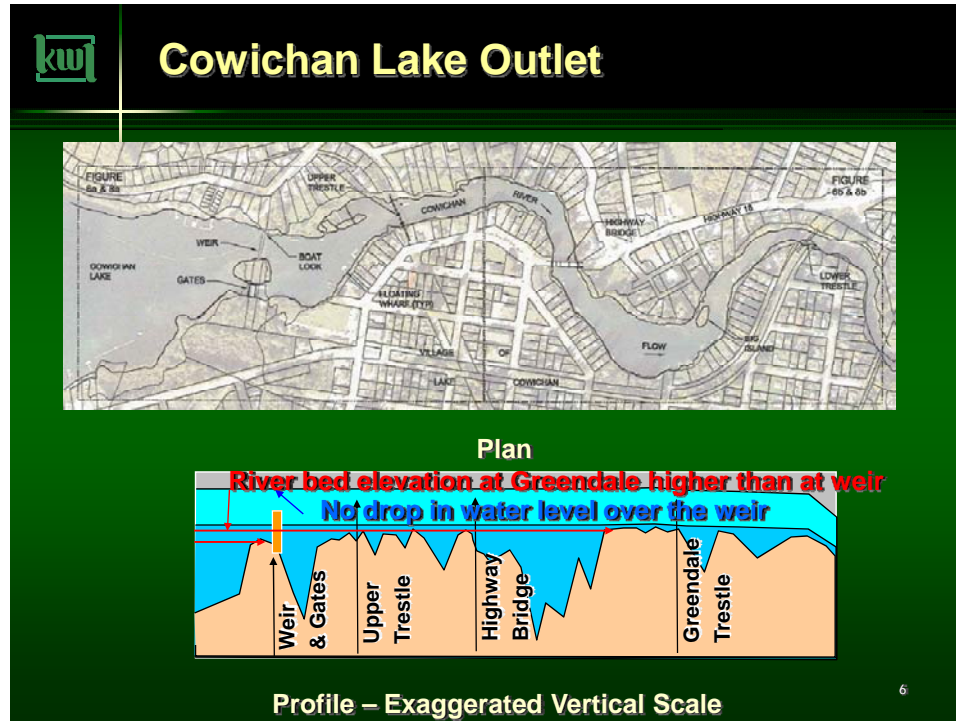 kwl
Cowichan Lake Outlet
FIGURE
6a & 8a
UPPER
TRESTLE
COWICHAN
RIVER
HIGHWAY
BRIDGE
HIGHWAY 18
FIGURE
6b & 8b
WEIR
BOAT
LOCK
COWICHAN
LAKE
GATES
FLOATING
WHARF (TYP)
LOWER
TRESTLE
VILLAGE OF
LAKE COWICHAN
FLOW
BIG
ISLAND
Plan
River bed elevation at Greendale higher than at weir
No drop in water level over the weir
Weir
& Gates
Upper
Trestle
Highway
Bridge
Greendale
Trestle
Profile – Exaggerated Vertical Scale
6